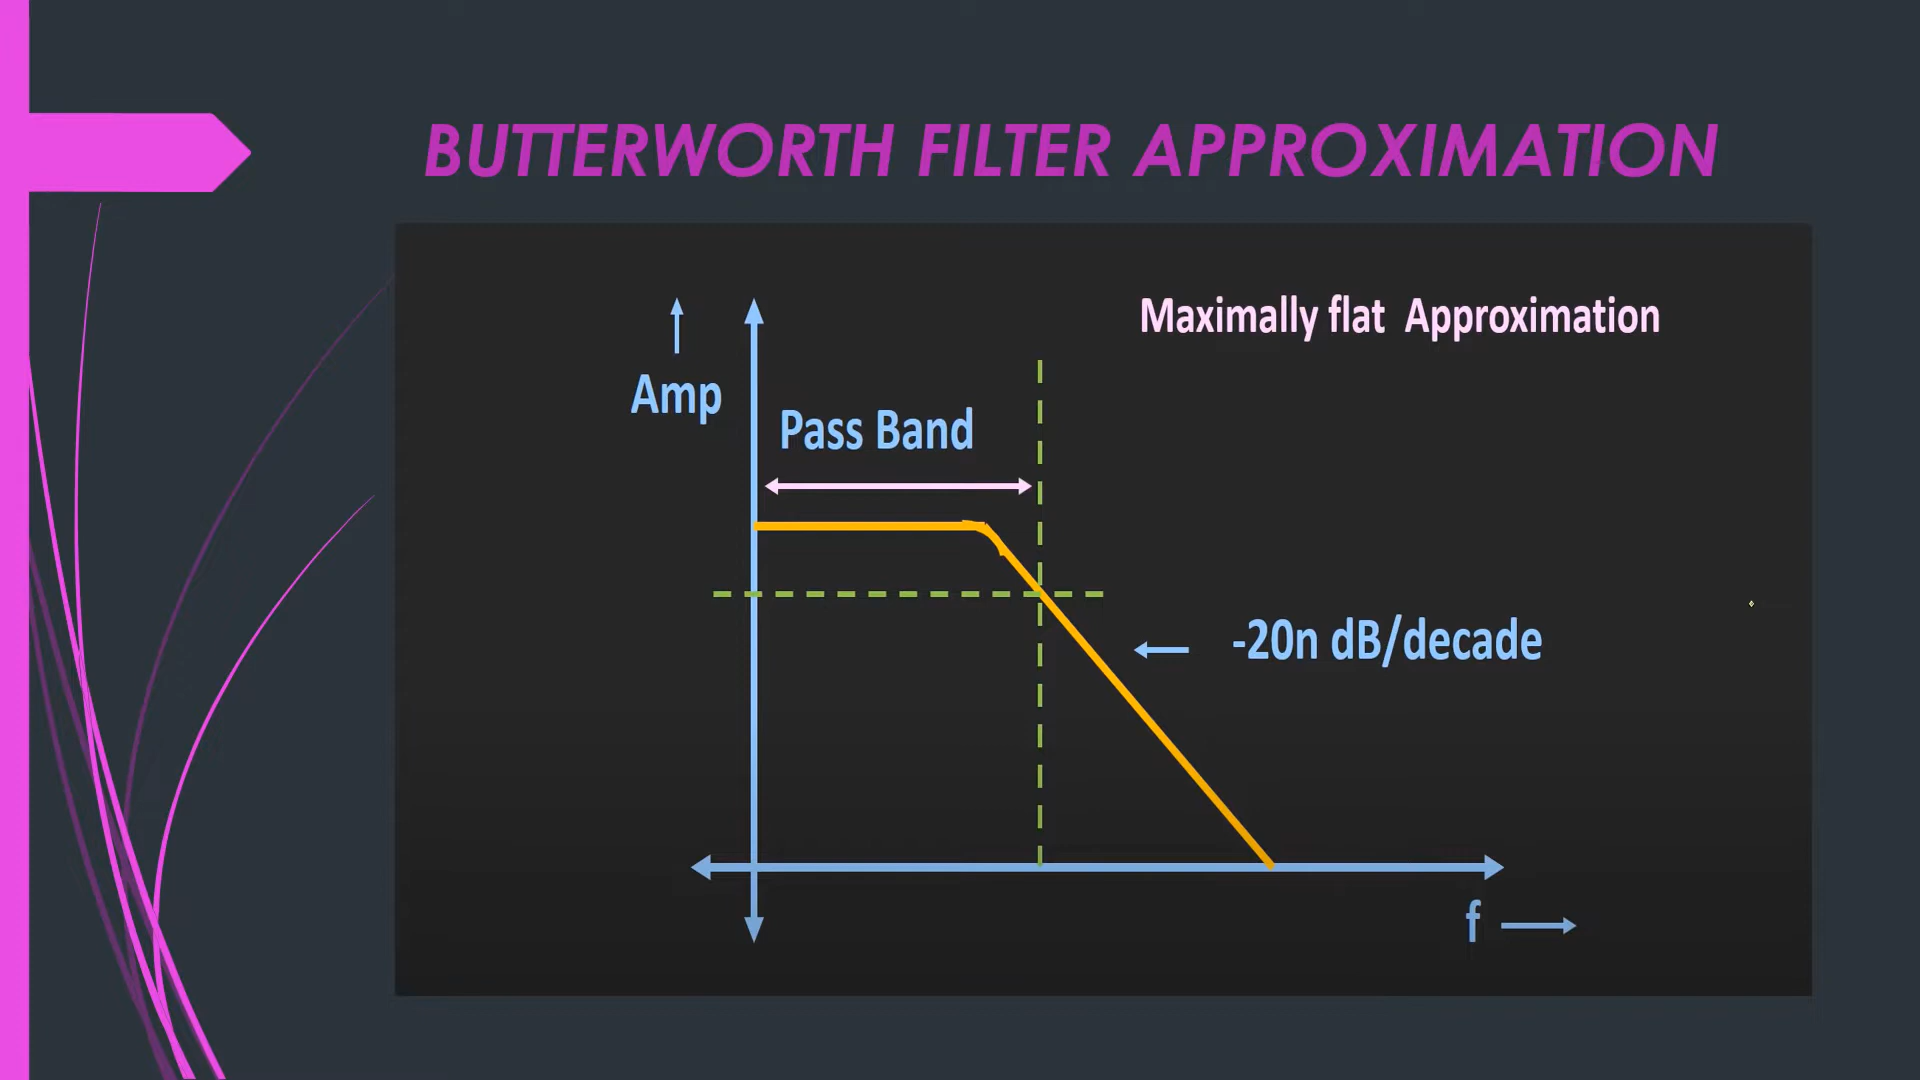 BUTTERWORTH FILTER APPROXIMATION
Maximally flat Approximation
Amp
Pass Band
-20n dB/decade
f